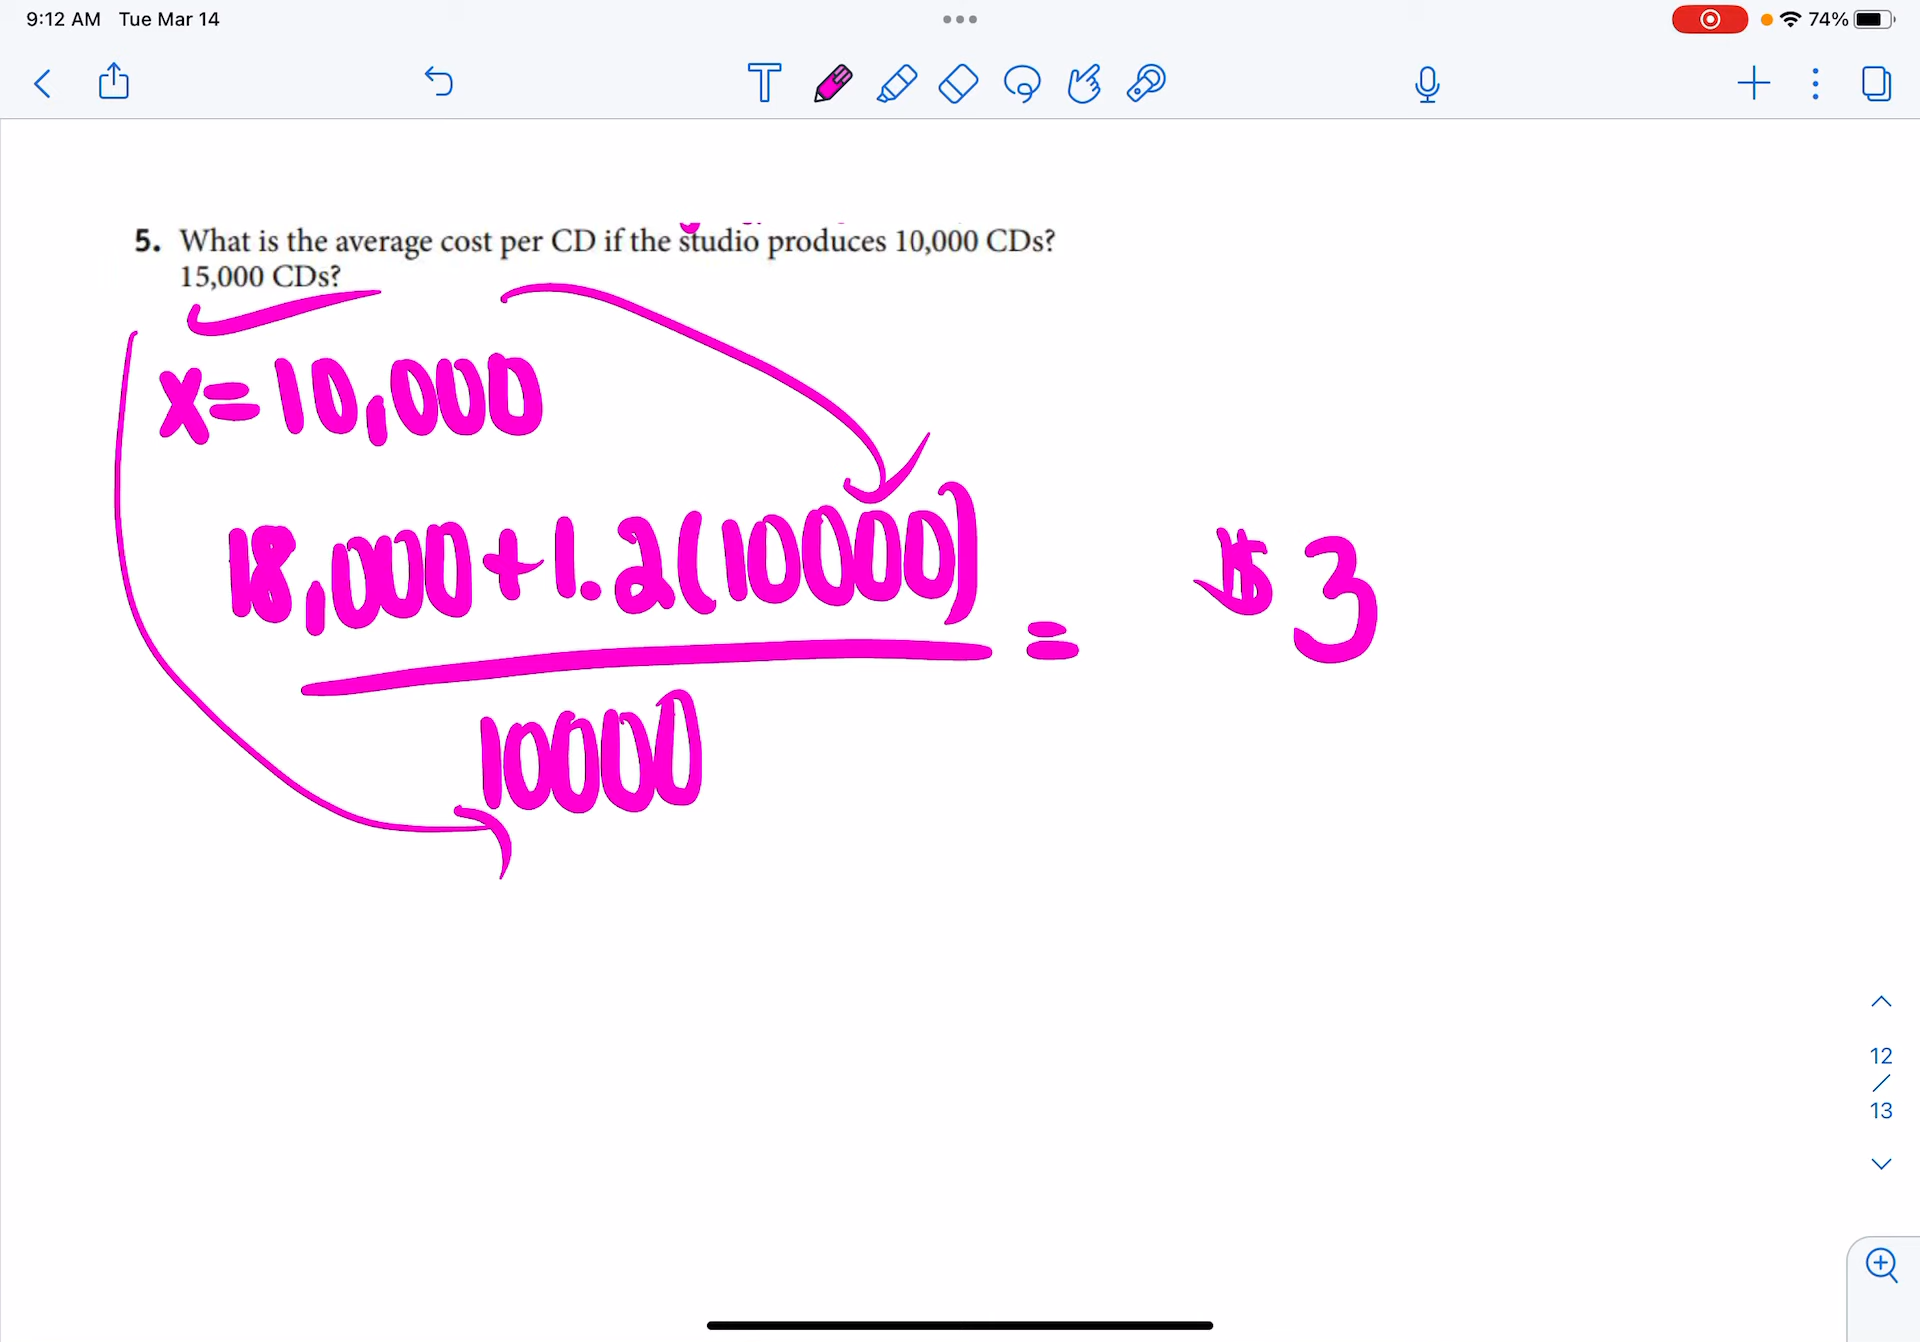 9:12 AM Tue Mar 14
74%
5. What is the average cost per CD if the studio produces 10,000 CDs?
15,000 CDs?
x=10,000
18,000+1.2(10000)
= $3
10000
12
/
13